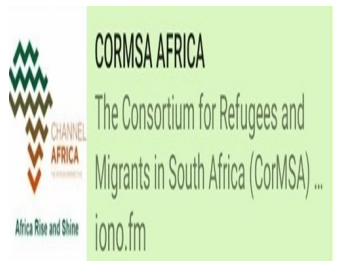 CORMSA AFRICA
The Consortium for Refugees and
Migrants in South Africa (CorMSA) ...
iono.fm
CHANNEL
AFRICA
Africa Rise and Shine